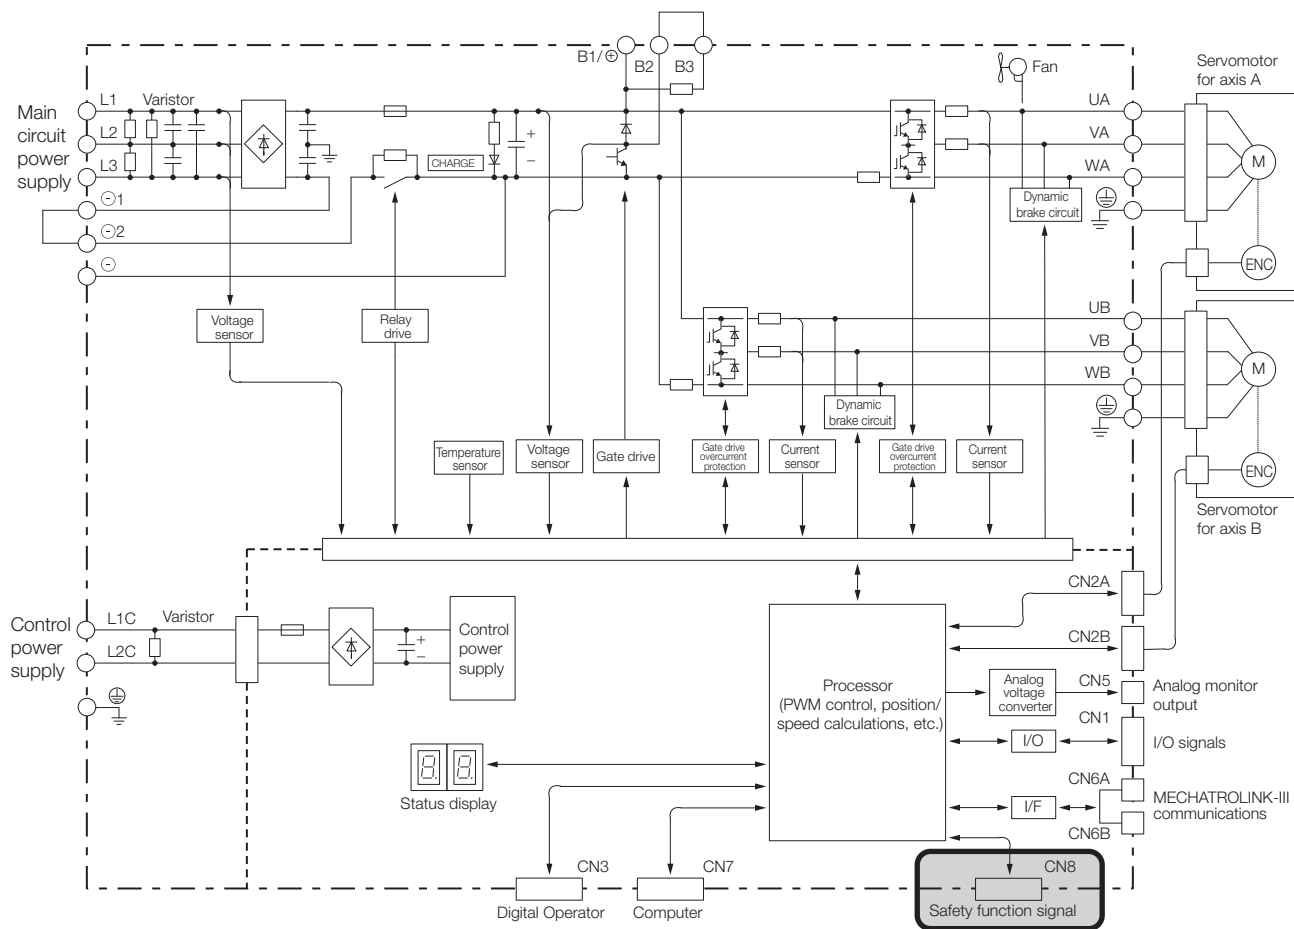 B1/⊕
B2
B3
Fan
Servomotor
for axis A
Main
circuit
power
supply
L1
L2
L3
Varistor
CHARGE
UA
VA
WA
M
ENC
Dynamic
brake circuit
⊖1
⊖2
⊖
Voltage
sensor
Relay
drive
UB
VB
WB
M
ENC
Dynamic
brake circuit
Temperature
sensor
Voltage
sensor
Gate drive
Gate drive
overcurrent
protection
Current
sensor
Gate drive
overcurrent
protection
Current
sensor
Servomotor
for axis B
Control
power
supply
L1C
L2C
Varistor
Control
power
supply
Processor
(PWM control, position/
speed calculations, etc.)
CN2A
CN2B
Analog
voltage
converter
CN5
Analog monitor
output
CN1
I/O
I/O signals
CN6A
I/F
MECHATROLINK-III
communications
CN6B
8. 8.
Status display
CN3
Digital Operator
CN7
Computer
CN8
Safety function signal